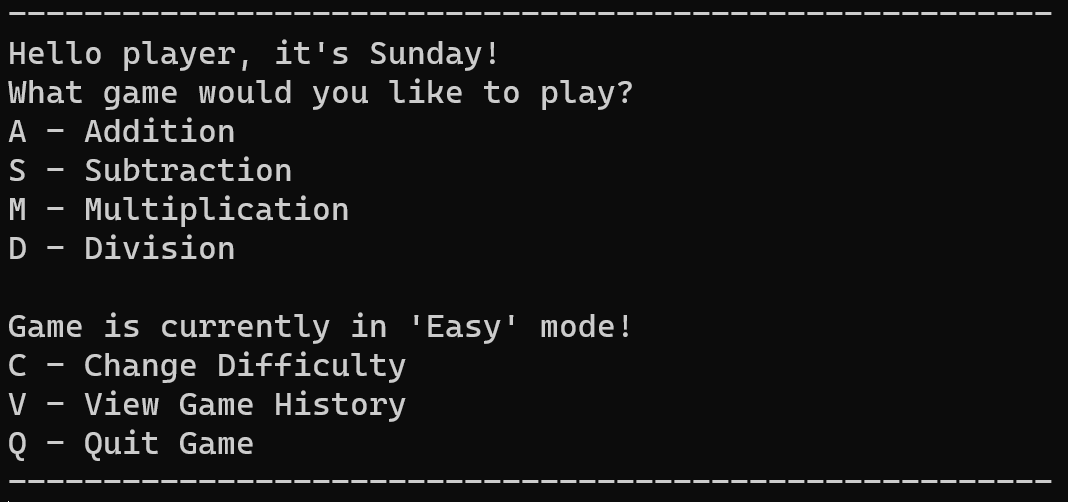 -------------------------------------------------------
Hello player, it's Sunday!
What game would you like to play?
A - Addition
S - Subtraction
M - Multiplication
D - Division

Game is currently in 'Easy' mode!
C - Change Difficulty
V - View Game History
Q - Quit Game
-------------------------------------------------------